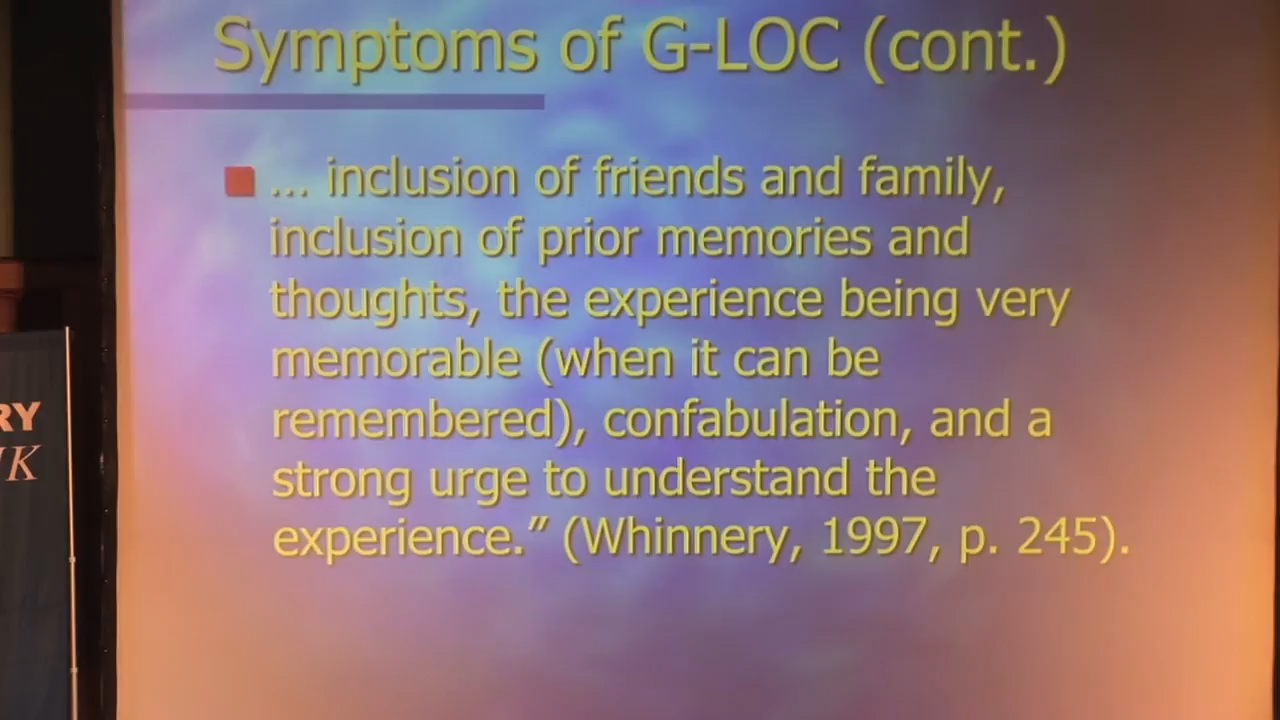 Symptoms of G-LOC (cont.)
… inclusion of friends and family,
inclusion of prior memories and
thoughts, the experience being very
memorable (when it can be
remembered), confabulation, and a
strong urge to understand the
experience.” (Whinnery, 1997, p. 245).
RY